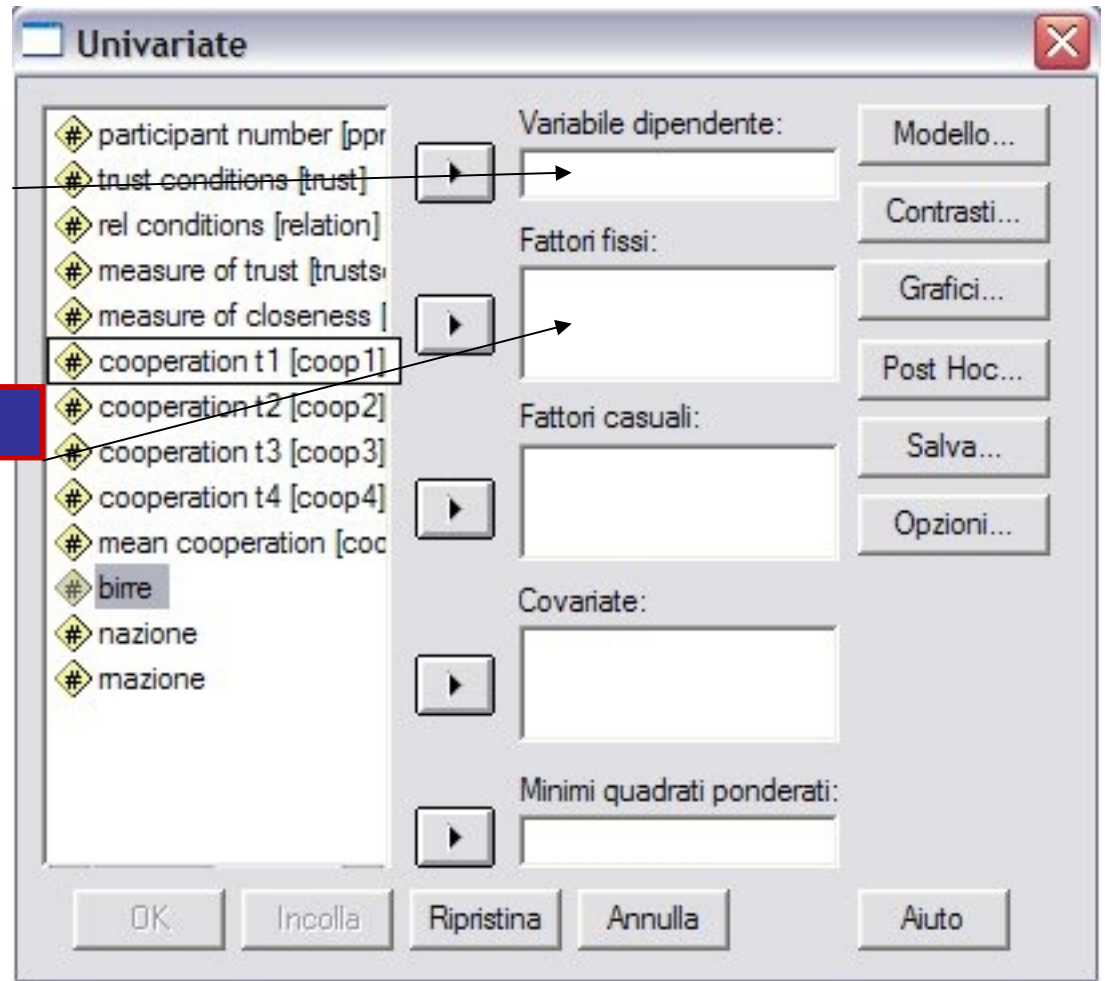 Univariate
participant number [ppr
trust conditions [trust]
rel conditions [relation]
measure of trust [trusts
measure of closeness [
cooperation t1 [coop1]
cooperation t2 [coop2]
cooperation t3 [coop3]
cooperation t4 [coop4]
mean cooperation [coo
birre
nazione
mazione
Variabile dipendente:
Fattori fissi:
Fattori casuali:
Covariate:
Minimi quadrati ponderati:
Modello...
Contrasti...
Grafici...
Post Hoc...
Salva...
Opzioni...
OK
Incolla
Ripristina
Annulla
Aiuto